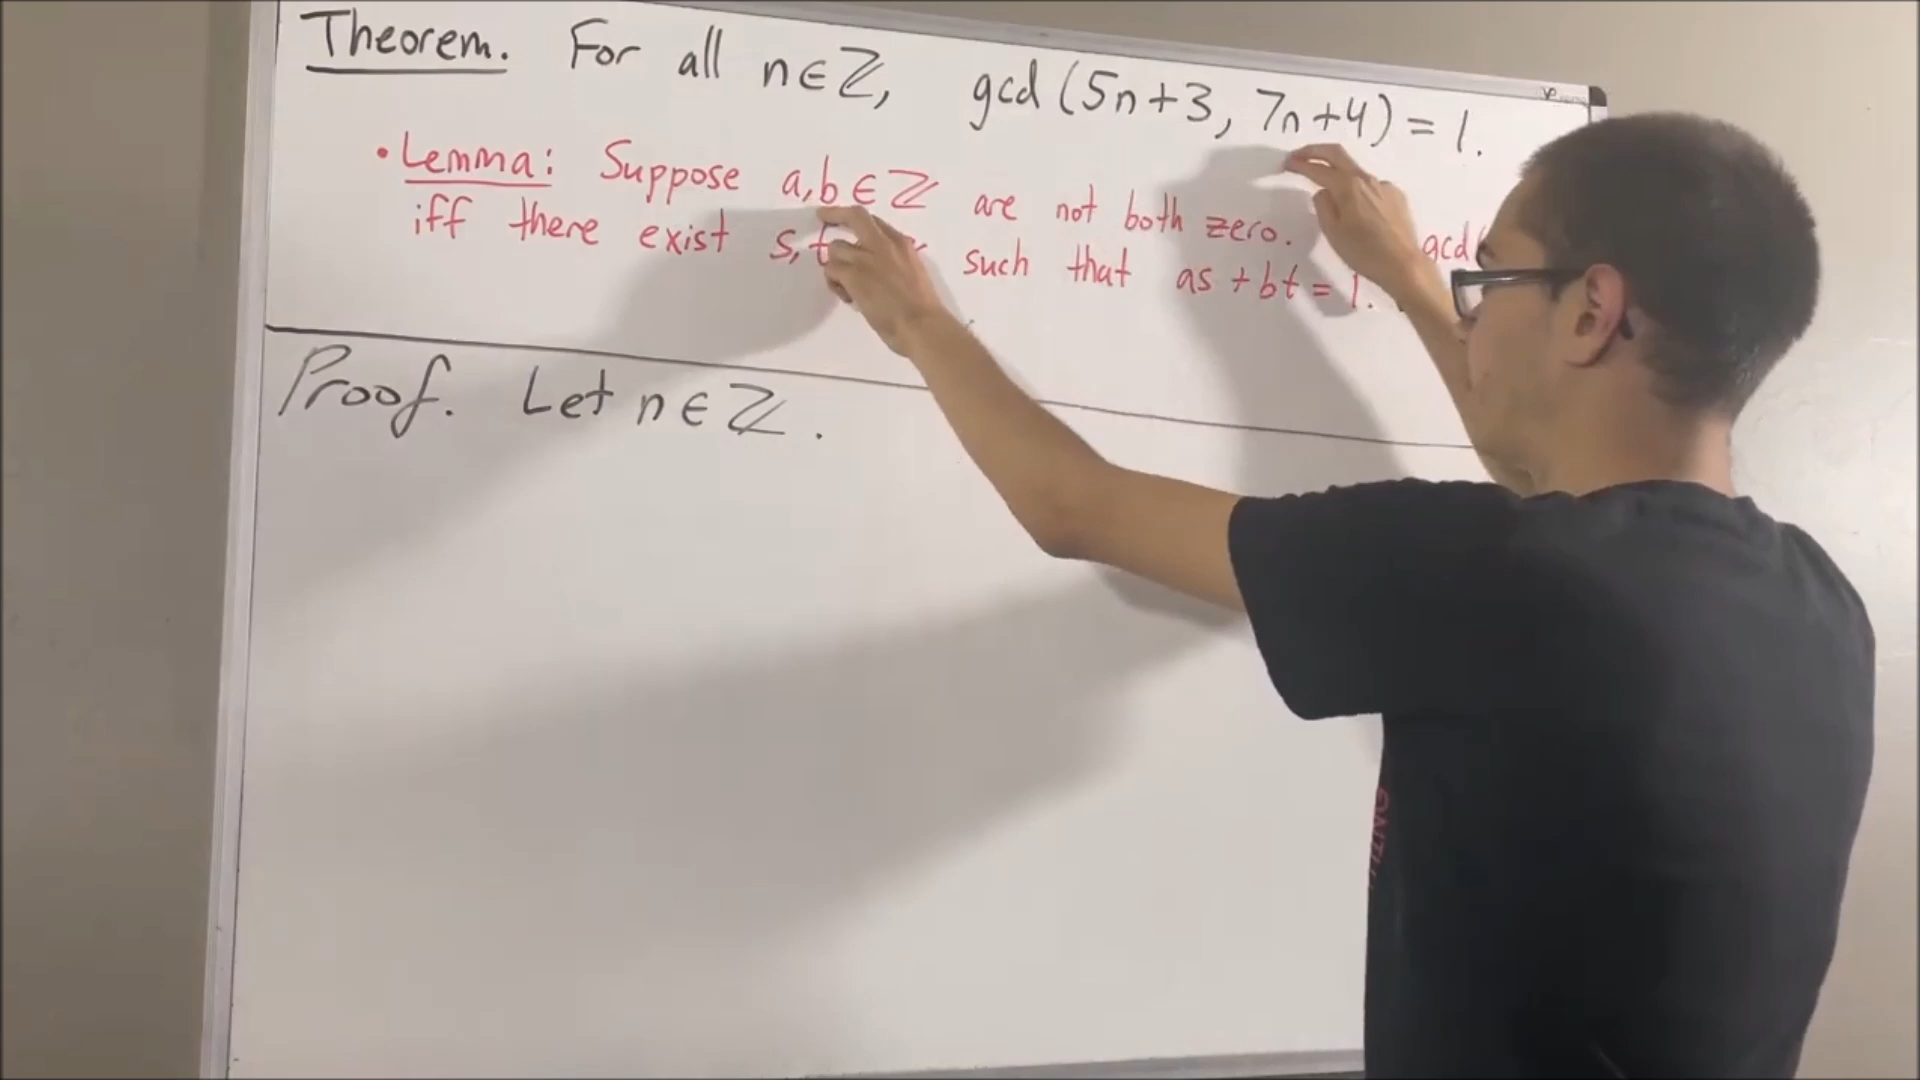 Theorem. For all n∈ℤ, gcd(5n+3, 7n+4) = 1.
• Lemma: Suppose a,b∈ℤ are not both zero. gcd(
iff there exist s,t such that as + bt = 1.
Proof. Let n∈ℤ.